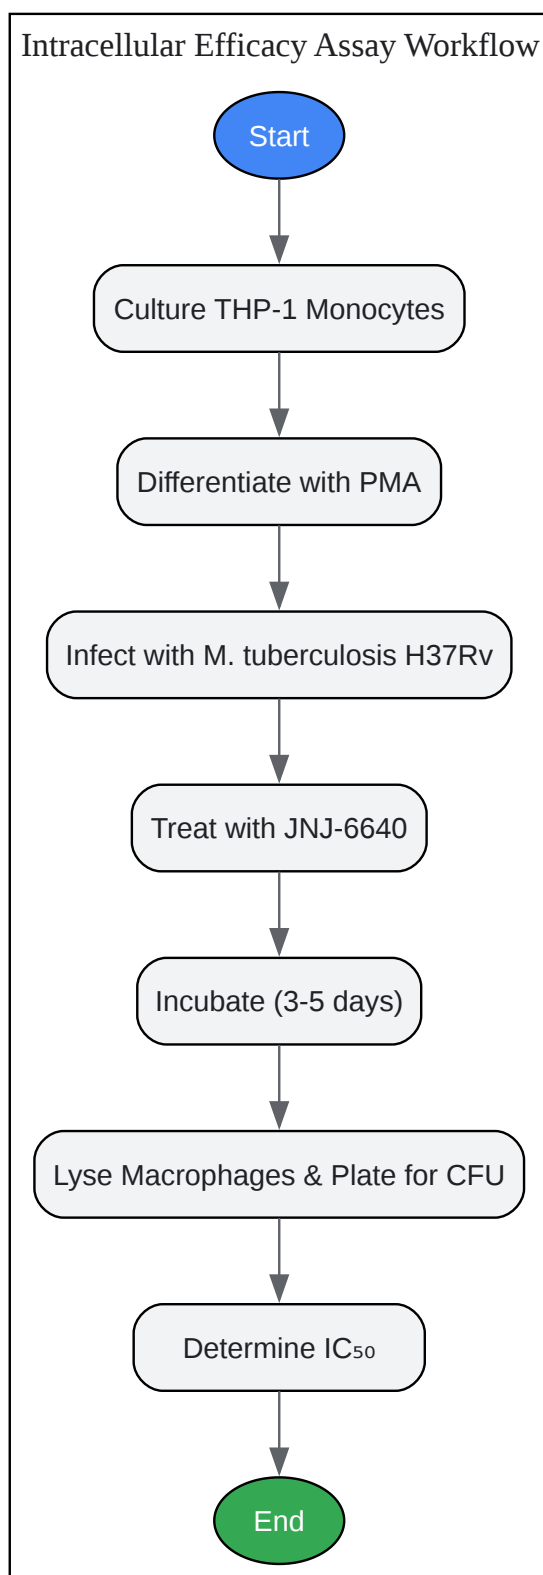 Intracellular Efficacy Assay Workflow
Start
Culture THP-1 Monocytes
Differentiate with PMA
Infect with M. tuberculosis H37Rv
Treat with JNJ-6640
Incubate (3-5 days)
Lyse Macrophages & Plate for CFU
Determine IC₅₀
End